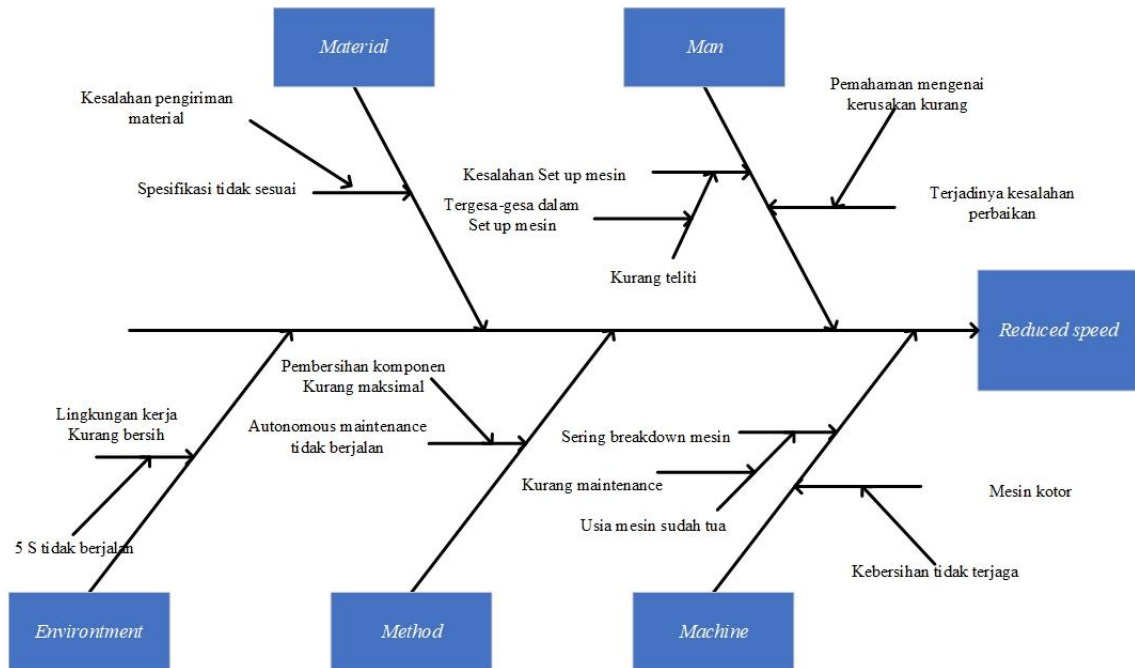 Material
Man
Kesalahan pengiriman
material
Pemahaman mengenai
kerusakan kurang
Spesifikasi tidak sesuai
Kesalahan Set up mesin
Tergesa-gesa dalam
Set up mesin
Terjadinya kesalahan
perbaikan
Kurang teliti
Reduced speed
Pembersihan komponen
Kurang maksimal
Lingkungan kerja
Kurang bersih
Autonomous maintenance
tidak berjalan
Sering breakdown mesin
Kurang maintenance
Mesin kotor
Usia mesin sudah tua
5 S tidak berjalan
Kebersihan tidak terjaga
Environtment
Method
Machine